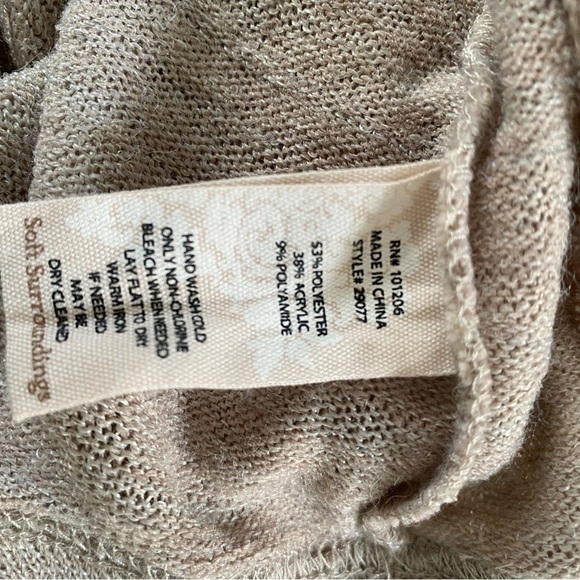 RN# 101206
MADE IN CHINA
STYLE# 29077
53% POLYESTER
38% ACRYLIC
9% POLYAMIDE
HAND WASH COLD
ONLY NON-CHLORINE
BLEACH WHEN NEEDED
LAY FLAT TO DRY
WARM IRON
IF NEEDED
MAY BE
DRY CLEANED
Soft Surroundings